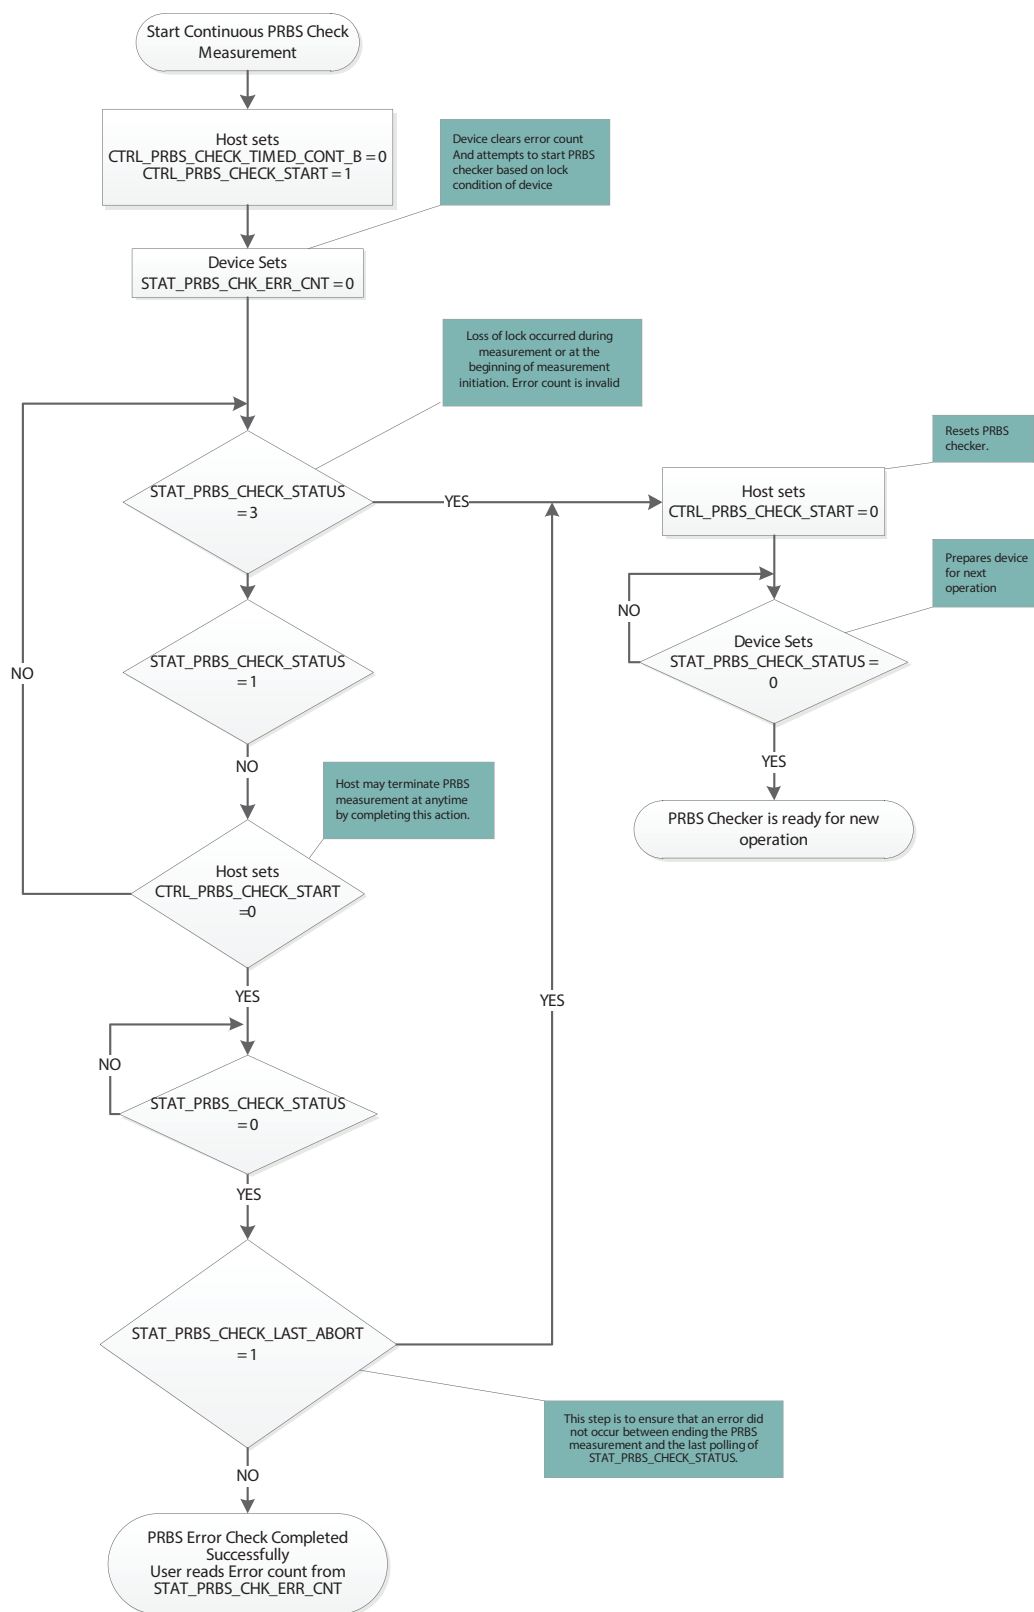 Start Continuous PRBS Check
Measurement
Host sets
CTRL_PRBS_CHECK_TIMED_CONT_B = 0
CTRL_PRBS_CHECK_START = 1
Device clears error count
And attempts to start PRBS
checker based on lock
condition of device
Device Sets
STAT_PRBS_CHK_ERR_CNT = 0
Loss of lock occurred during
measurement or at the
beginning of measurement
initiation. Error count is invalid
STAT_PRBS_CHECK_STATUS
= 3
YES
Resets PRBS
checker.
Host sets
CTRL_PRBS_CHECK_START = 0
Prepares device
for next
operation
NO
Device Sets
STAT_PRBS_CHECK_STATUS =
0
YES
PRBS Checker is ready for new
operation
STAT_PRBS_CHECK_STATUS
= 1
NO
NO
Host may terminate PRBS
measurement at anytime
by completing this action.
Host sets
CTRL_PRBS_CHECK_START
=0
YES
NO
STAT_PRBS_CHECK_STATUS
= 0
YES
YES
STAT_PRBS_CHECK_LAST_ABORT
= 1
This step is to ensure that an error did
not occur between ending the PRBS
measurement and the last polling of
STAT_PRBS_CHECK_STATUS.
NO
PRBS Error Check Completed
Successfully
User reads Error count from
STAT_PRBS_CHK_ERR_CNT